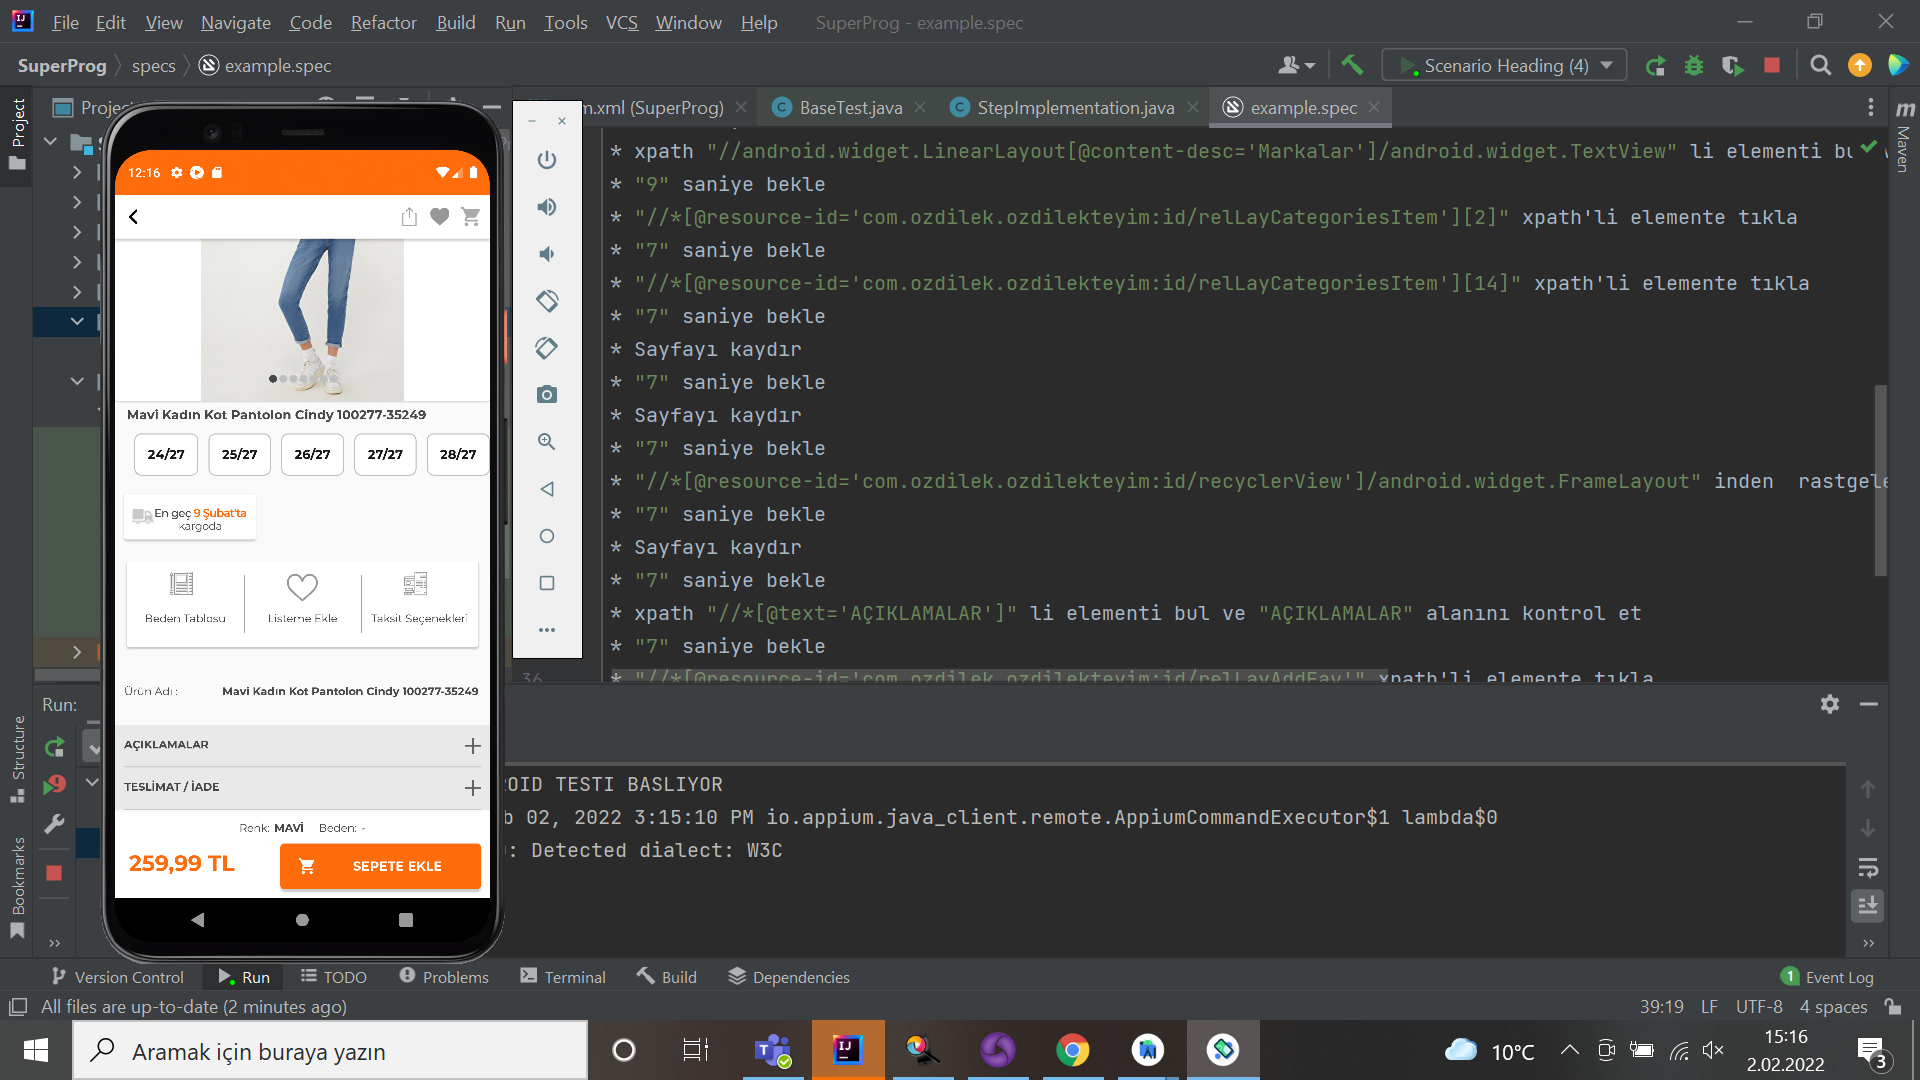 File Edit View Navigate Code Refactor Build Run Tools VCS Window Help SuperProg - example.spec
SuperProg specs example.spec Scenario Heading (4)
Project
m.xml (SuperProg) BaseTest.java StepImplementation.java example.spec
Project
Maven
* xpath "//android.widget.LinearLayout[@content-desc='Markalar']/android.widget.TextView" li elementi bu
* "9" saniye bekle
* "//*[@resource-id='com.ozdilek.ozdilekteyim:id/relLayCategoriesItem'][2]" xpath'li elemente tıkla
* "7" saniye bekle
* "//*[@resource-id='com.ozdilek.ozdilekteyim:id/relLayCategoriesItem'][14]" xpath'li elemente tıkla
* "7" saniye bekle
* Sayfayı kaydır
* "7" saniye bekle
* Sayfayı kaydır
* "7" saniye bekle
* "//*[@resource-id='com.ozdilek.ozdilekteyim:id/recyclerView']/android.widget.FrameLayout" inden rastgele
* "7" saniye bekle
* Sayfayı kaydır
* "7" saniye bekle
* xpath "//*[@text='AÇIKLAMALAR']" li elementi bul ve "AÇIKLAMALAR" alanını kontrol et
* "7" saniye bekle
36
* "//*[@resource-id='com.ozdilek.ozdilekteyim:id/relLayAddFav'" xpath'li elemente tıkla
12:16
Mavi Kadın Kot Pantolon Cindy 100277-35249
24/27 25/27 26/27 27/27 28/27
En geç 9 Şubat'ta
kargoda
Beden Tablosu Listeme Ekle Taksit Seçenekleri
Ürün Adı : Mavi Kadın Kot Pantolon Cindy 100277-35249
AÇIKLAMALAR
TESLİMAT / İADE
Renk: MAVİ Beden: -
259,99 TL SEPETE EKLE
Run:
Structure
Bookmarks
OID TESTI BASLIYOR
b 02, 2022 3:15:10 PM io.appium.java_client.remote.AppiumCommandExecutor$1 lambda$0
: Detected dialect: W3C
Version Control Run TODO Problems Terminal Build Dependencies 1 Event Log
All files are up-to-date (2 minutes ago) 39:19 LF UTF-8 4 spaces
Aramak için buraya yazın
10°C
15:16
2.02.2022
3